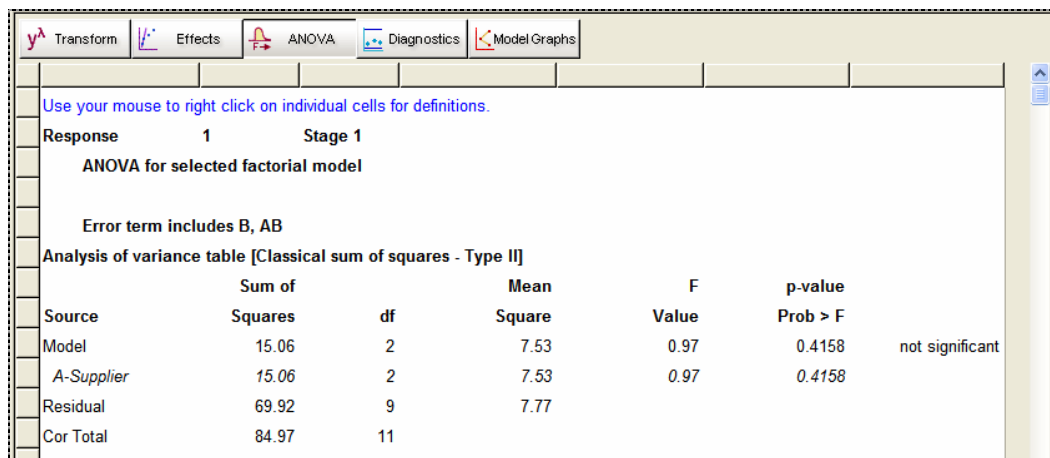 yλ Transform Effects F ANOVA Diagnostics Model Graphs
Use your mouse to right click on individual cells for definitions.
Response 1 Stage 1
ANOVA for selected factorial model
Error term includes B, AB
Analysis of variance table [Classical sum of squares - Type II]
Sum of Mean F p-value
Source Squares df Square Value Prob > F
Model 15.06 2 7.53 0.97 0.4158 not significant
A-Supplier 15.06 2 7.53 0.97 0.4158
Residual 69.92 9 7.77
Cor Total 84.97 11